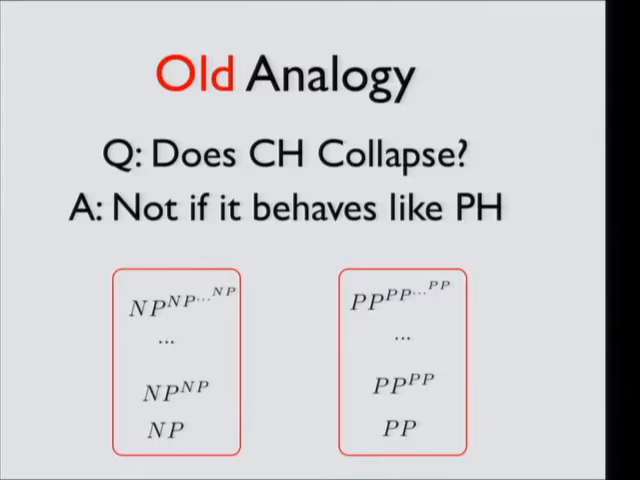 Old Analogy
Q: Does CH Collapse?
A: Not if it behaves like PH
NP^{NP^{...^{NP}}}
...
NP^{NP}
NP
PP^{PP^{...^{PP}}}
...
PP^{PP}
PP